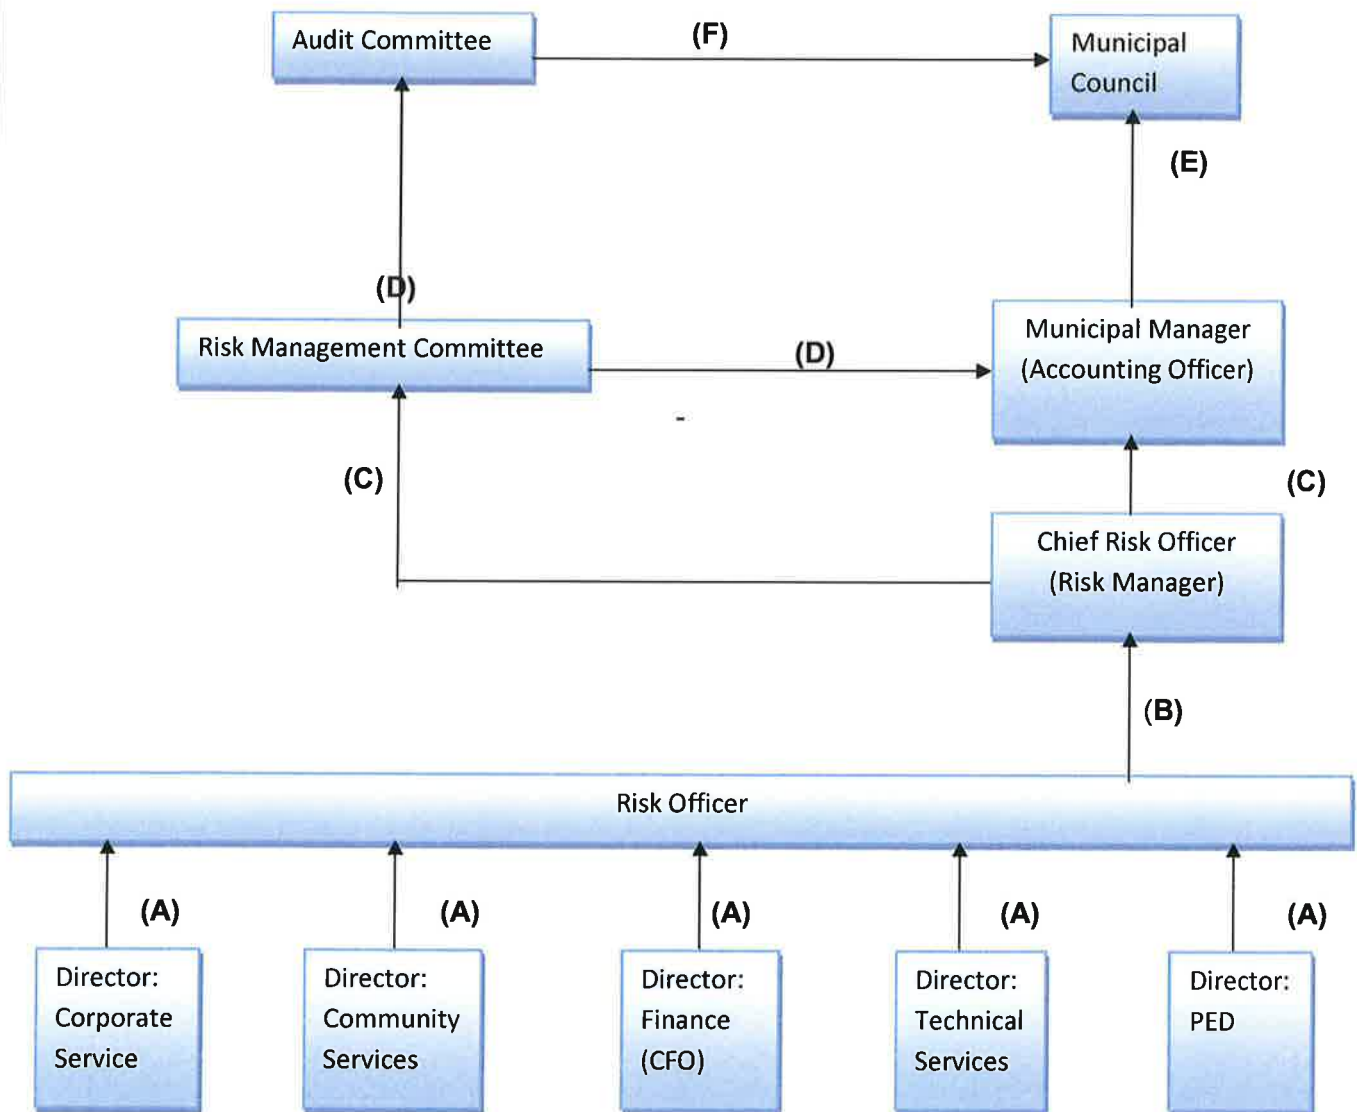 Audit Committee
(F)
Municipal
Council
(E)
(D)
Risk Management Committee
(D)
Municipal Manager
(Accounting Officer)
-
(C)
(C)
Chief Risk Officer
(Risk Manager)
(B)
Risk Officer
(A)
(A)
(A)
(A)
(A)
Director:
Corporate
Service
Director:
Community
Services
Director:
Finance
(CFO)
Director:
Technical
Services
Director:
PED